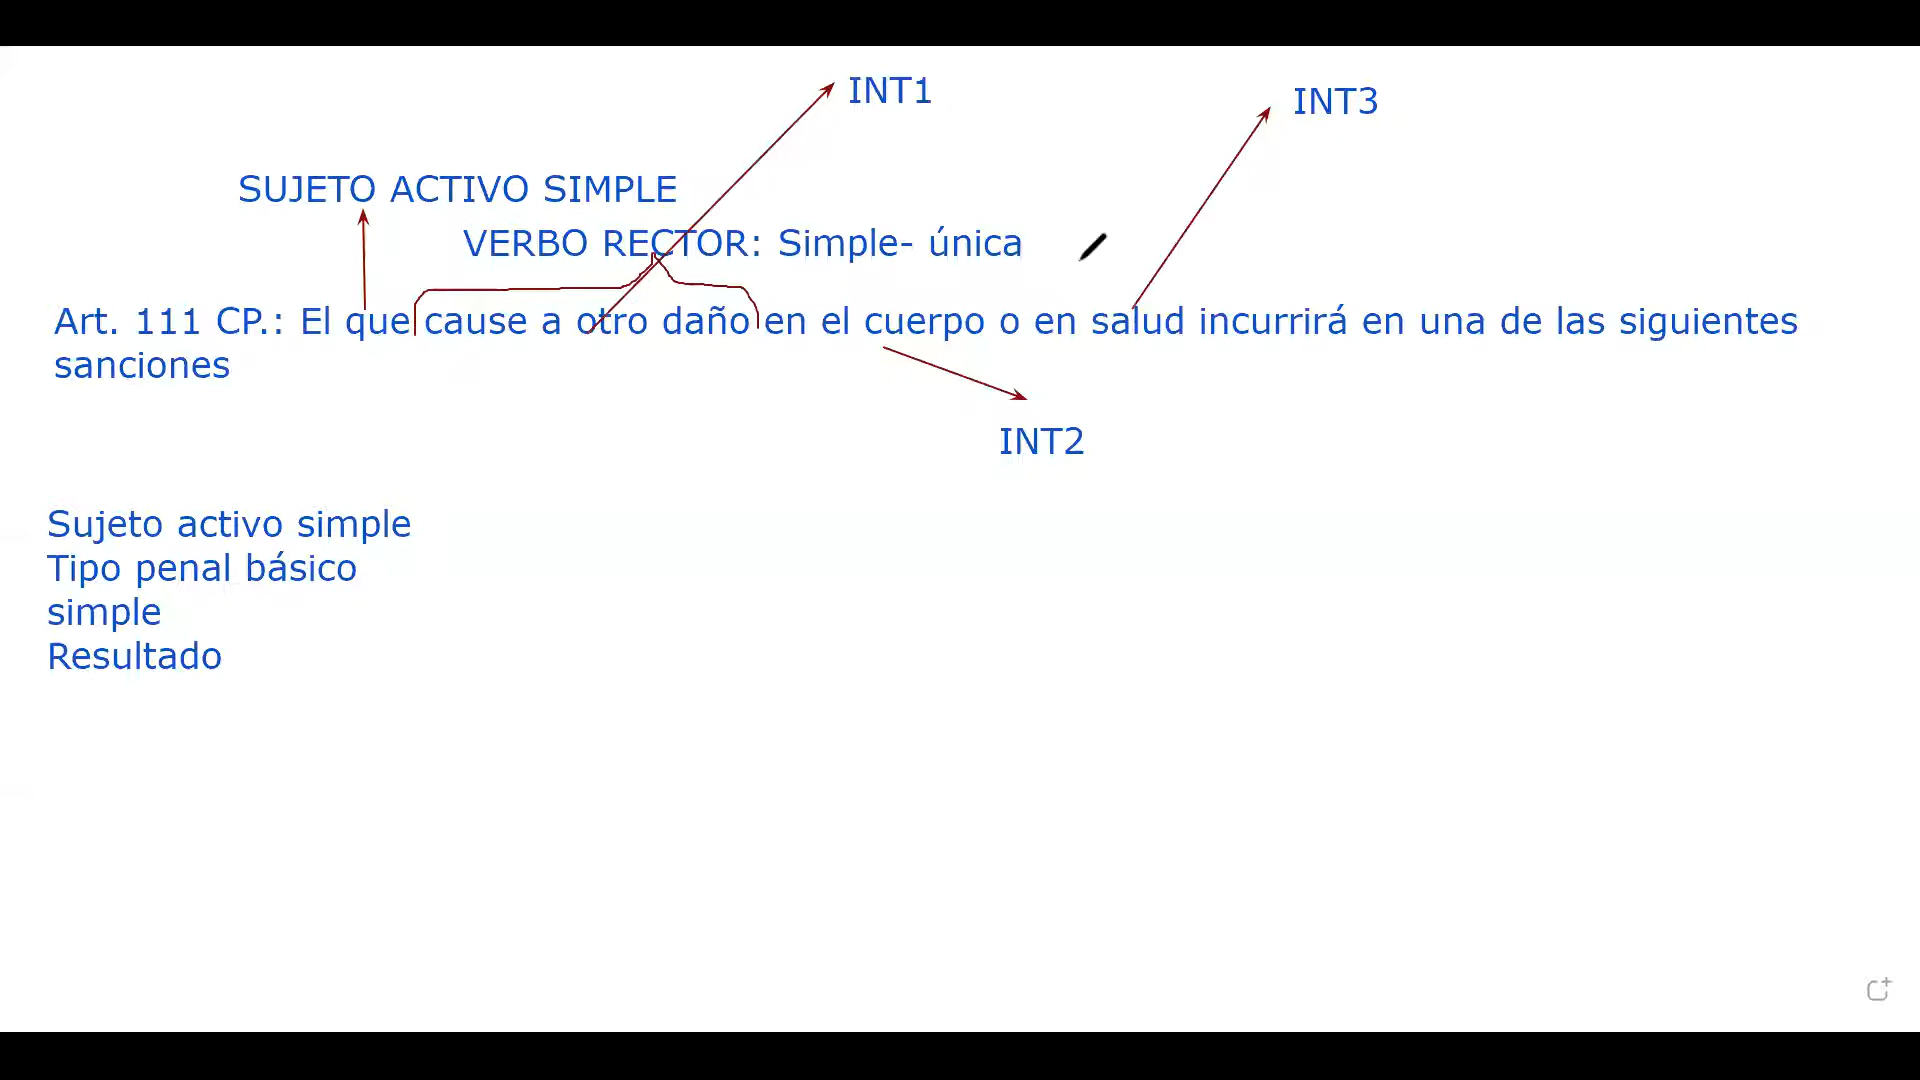 INT1
INT3
SUJETO ACTIVO SIMPLE
VERBO RECTOR: Simple- única
Art. 111 CP.: El que cause a otro daño en el cuerpo o en salud incurrirá en una de las siguientes
sanciones
INT2
Sujeto activo simple
Tipo penal básico
simple
Resultado